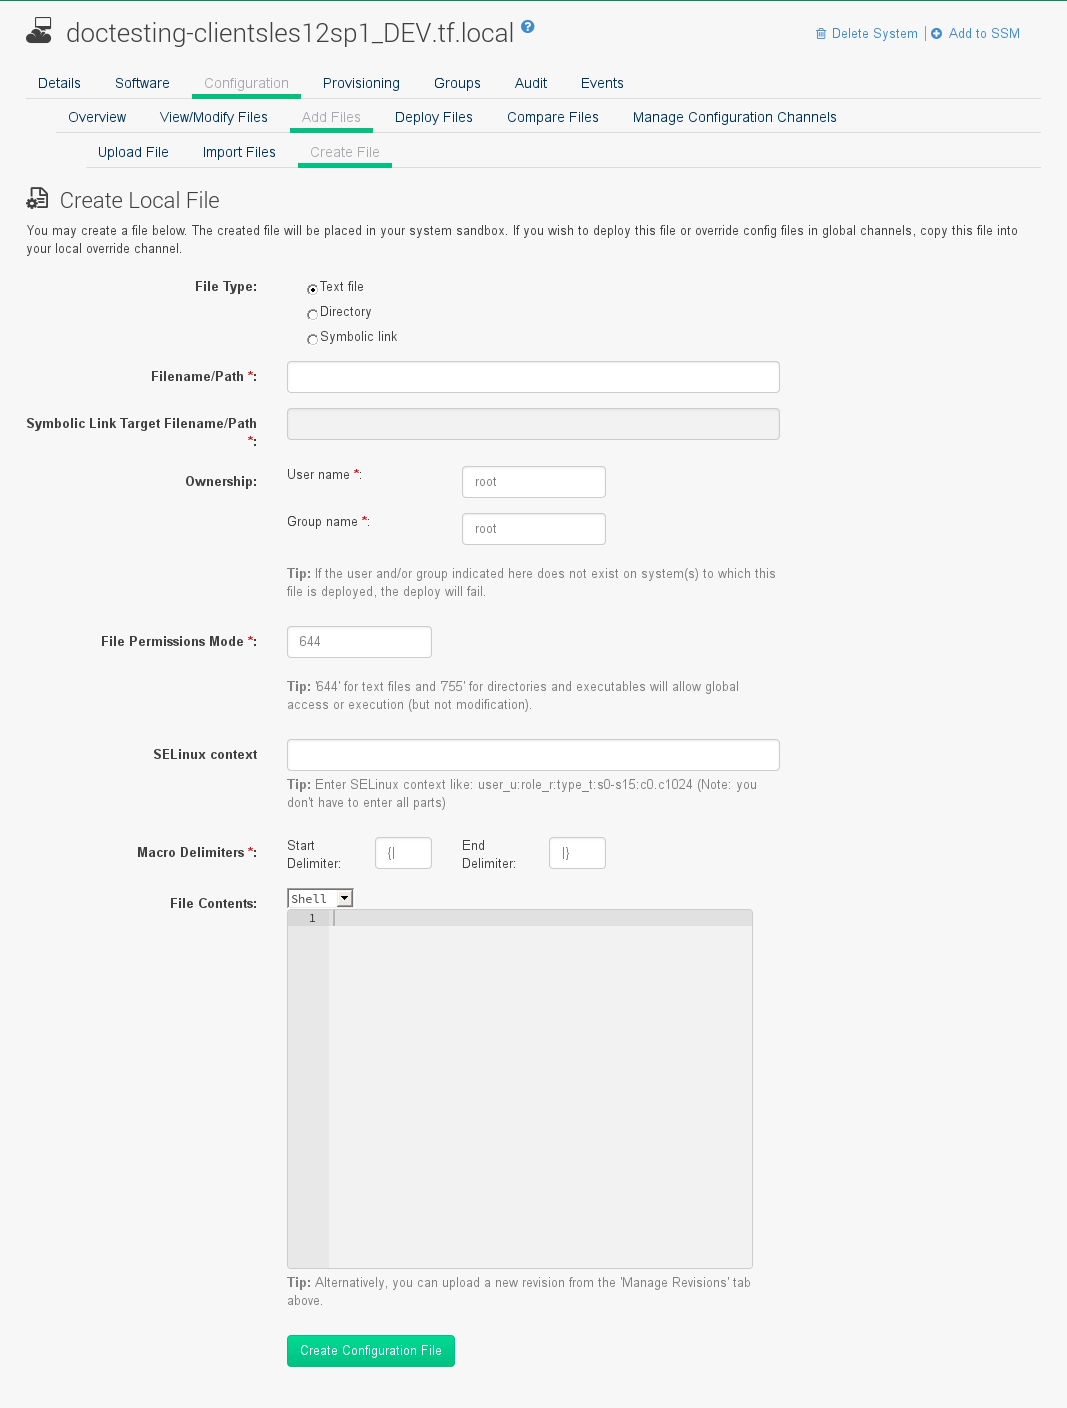 doctesting-clientsles12sp1_DEV.tf.local ?
Delete System | Add to SSM
Details Software Configuration Provisioning Groups Audit Events
Overview View/Modify Files Add Files Deploy Files Compare Files Manage Configuration Channels
Upload File Import Files Create File
Create Local File
You may create a file below. The created file will be placed in your system sandbox. If you wish to deploy this file or override config files in global channels, copy this file into
your local override channel.
File Type: Text file
Directory
Symbolic link
Filename/Path *:
Symbolic Link Target Filename/Path
*:
Ownership: User name *: root
Group name *: root
Tip: If the user and/or group indicated here does not exist on system(s) to which this
file is deployed, the deploy will fail.
File Permissions Mode *: 644
Tip: '644' for text files and '755' for directories and executables will allow global
access or execution (but not modification).
SELinux context
Tip: Enter SELinux context like: user_u:role_r:type_t:s0-s15:c0.c1024 (Note: you
don't have to enter all parts)
Macro Delimiters *: Start Delimiter: {| End Delimiter: |}
File Contents: Shell
1
Tip: Alternatively, you can upload a new revision from the 'Manage Revisions' tab
above.
Create Configuration File